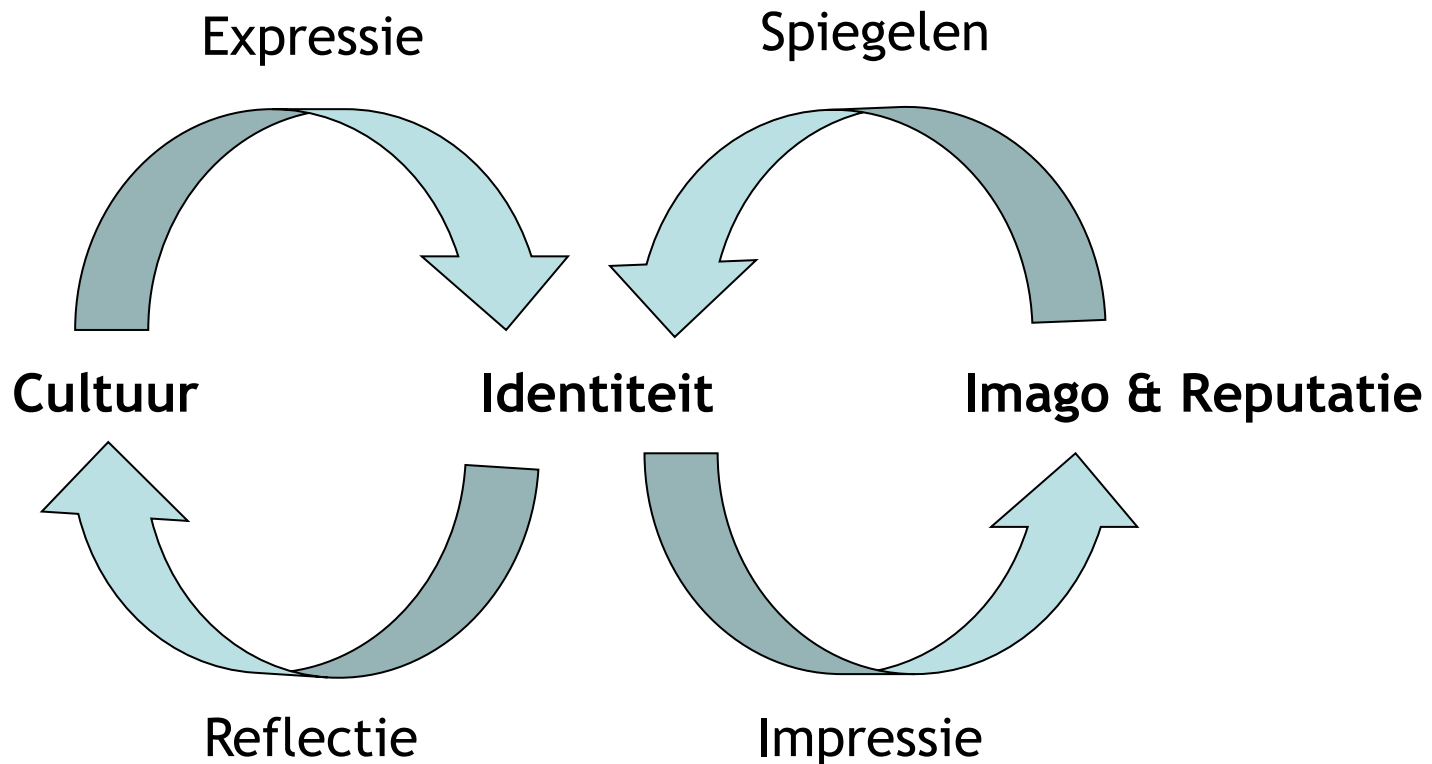 Expressie
Spiegelen
Cultuur
Identiteit
Imago & Reputatie
Reflectie
Impressie